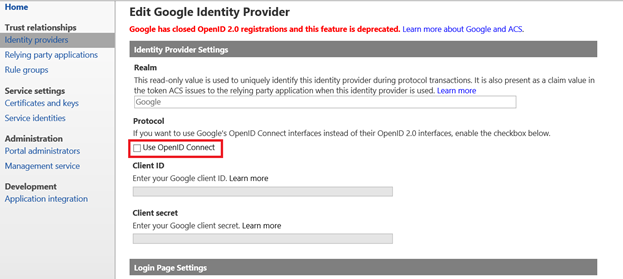 Home
Trust relationships
Identity providers
Relying party applications
Rule groups
Service settings
Certificates and keys
Service identities
Administration
Portal administrators
Management service
Development
Application integration
Edit Google Identity Provider
Google has closed OpenID 2.0 registrations and this feature is deprecated. Learn more about Google and ACS.
Identity Provider Settings
Realm
This read-only value is used to uniquely identify this identity provider during protocol transactions. It is also present as a claim value in
the token ACS issues to the relying party application when this identity provider is used. Learn more
Google
Protocol
If you want to use Google's OpenID Connect interfaces instead of their OpenID 2.0 interfaces, enable the checkbox below.
Use OpenID Connect
Client ID
Enter your Google client ID. Learn more
Client secret
Enter your Google client secret. Learn more
Login Page Settings